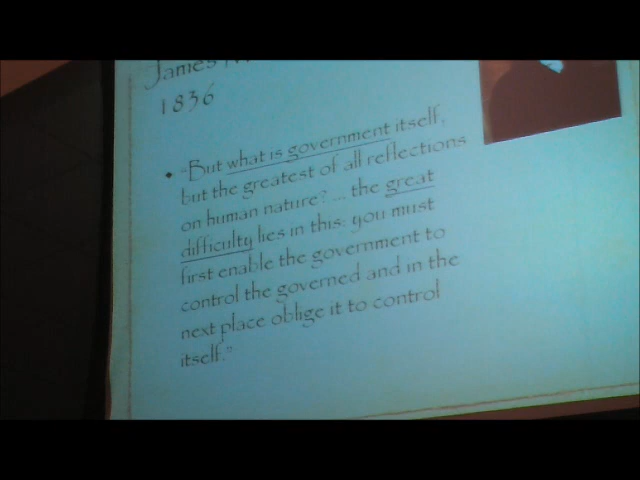 James
1836
• "But what is government itself,
but the greatest of all reflections
on human nature? ... the great
difficulty lies in this: you must
first enable the government to
control the governed and in the
next place oblige it to control
itself."